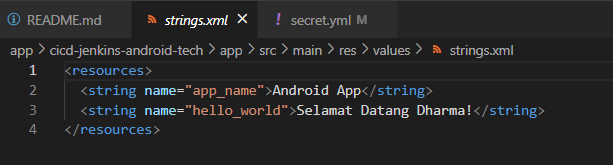 README.md strings.xml secret.yml M
app > cicd-jenkins-android-tech > app > src > main > res > values > strings.xml
1 <resources>
2 <string name="app_name">Android App</string>
3 <string name="hello_world">Selamat Datang Dharma!</string>
4 </resources>